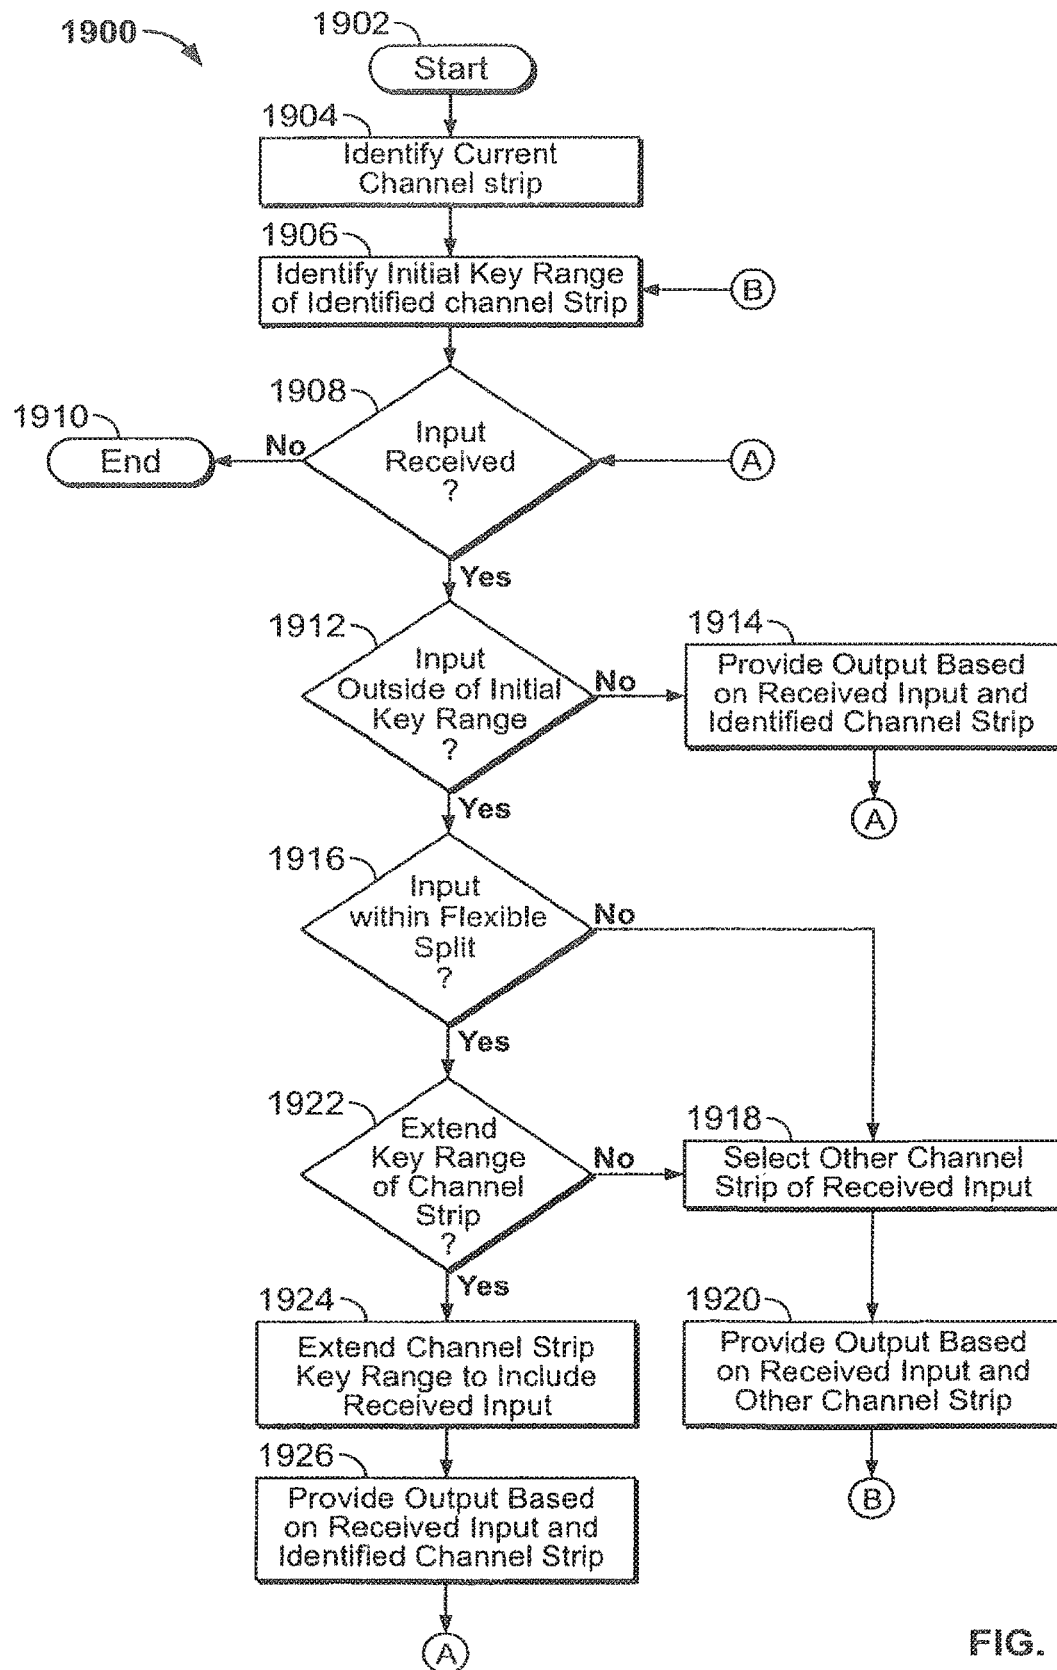 1900
1902
Start
1904
Identify Current
Channel strip
1906
Identify Initial Key Range
of Identified channel Strip
B
1908
Input
Received
?
A
No
1910
End
Yes
1912
Input
Outside of Initial
Key Range
?
No
1914
Provide Output Based
on Received Input and
Identified Channel Strip
A
Yes
1916
Input
within Flexible
Split
?
No
Yes
1922
Extend
Key Range
of Channel
Strip
?
No
1918
Select Other Channel
Strip of Received Input
Yes
1924
Extend Channel Strip
Key Range to Include
Received Input
1920
Provide Output Based
on Received Input and
Other Channel Strip
B
1926
Provide Output Based
on Received Input and
Identified Channel Strip
A
FIG.